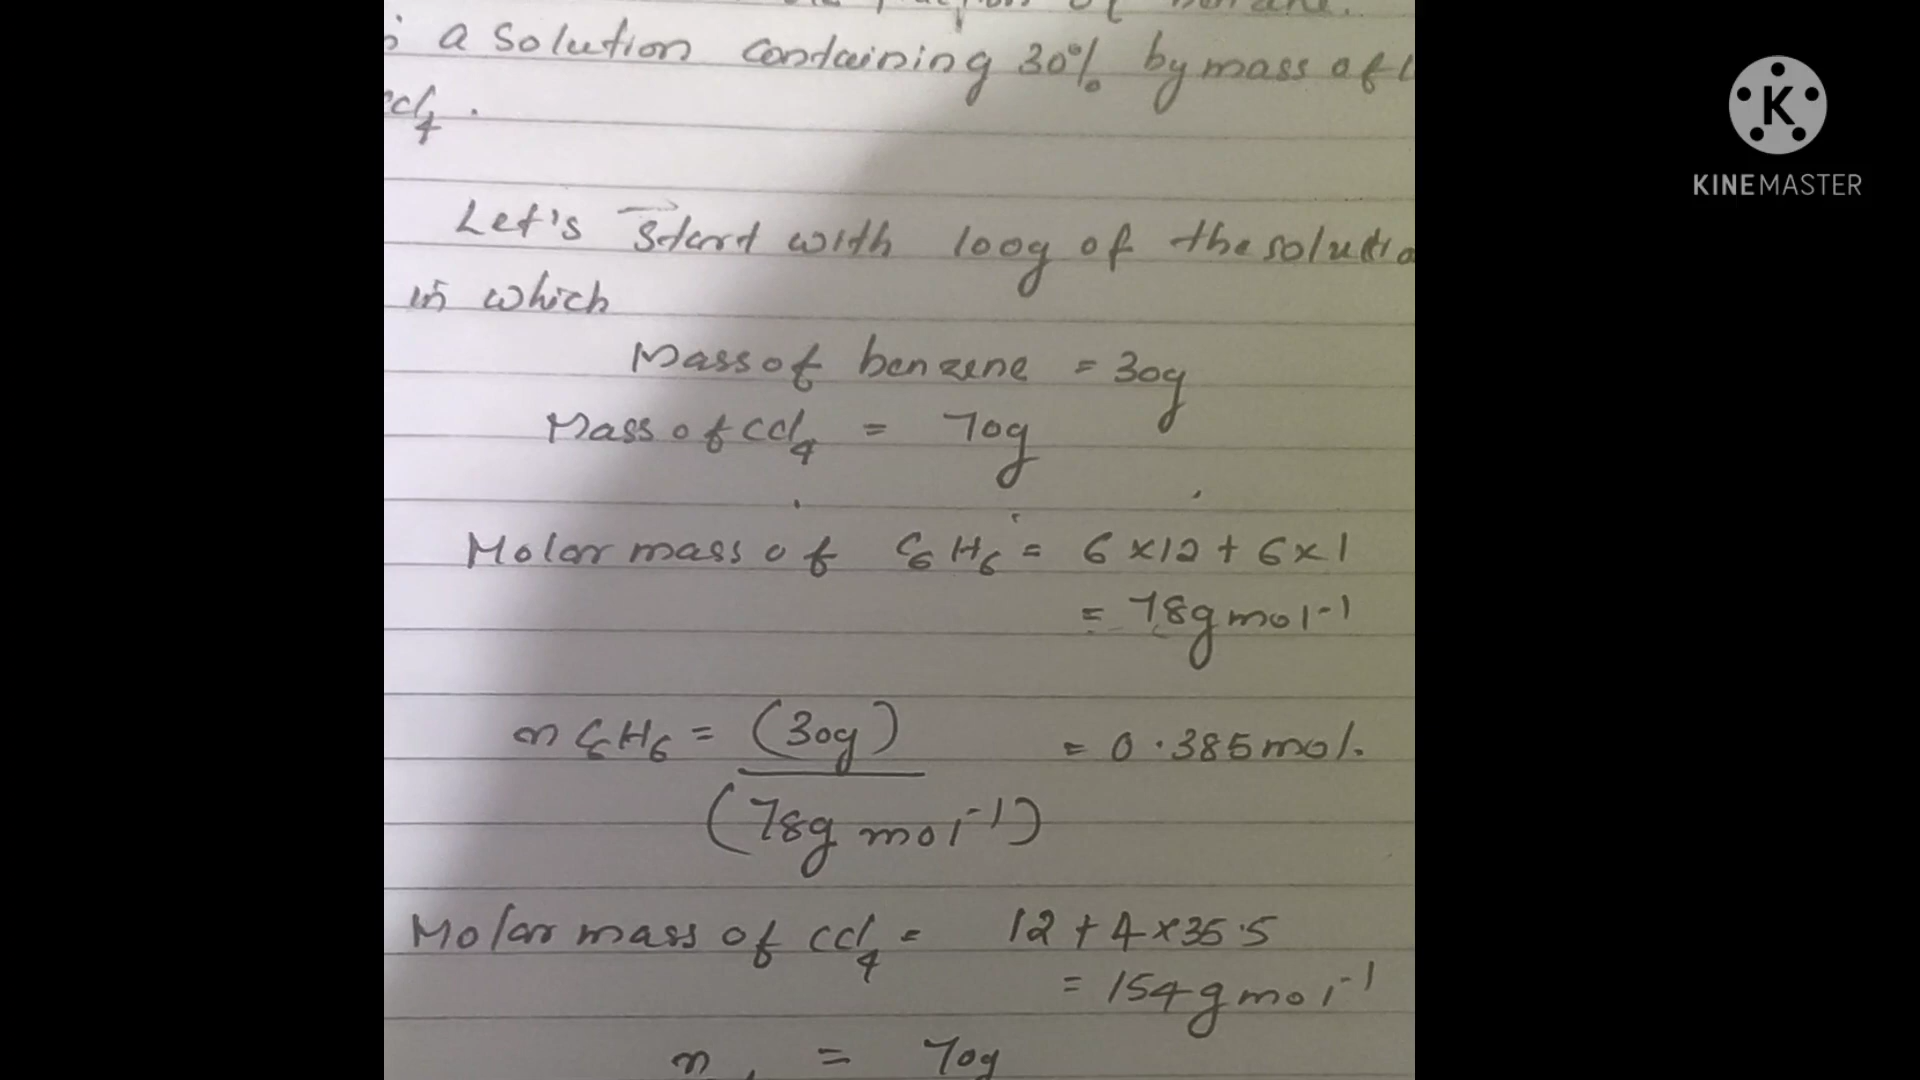 a solution containing 30% by mass of
CCl4.
Let's start with 100g of the solutio
in which
Mass of benzene = 30g
Mass of CCl4 = 70g
Molar mass of C6H6 = 6 x 12 + 6 x 1
= 78g mol-1
n C6H6 = (30g) = 0.385 mol.
(78g mol-1)
Molar mass of CCl4 = 12 + 4 x 35.5
= 154 g mol-1
n = 70g
K
KINEMASTER